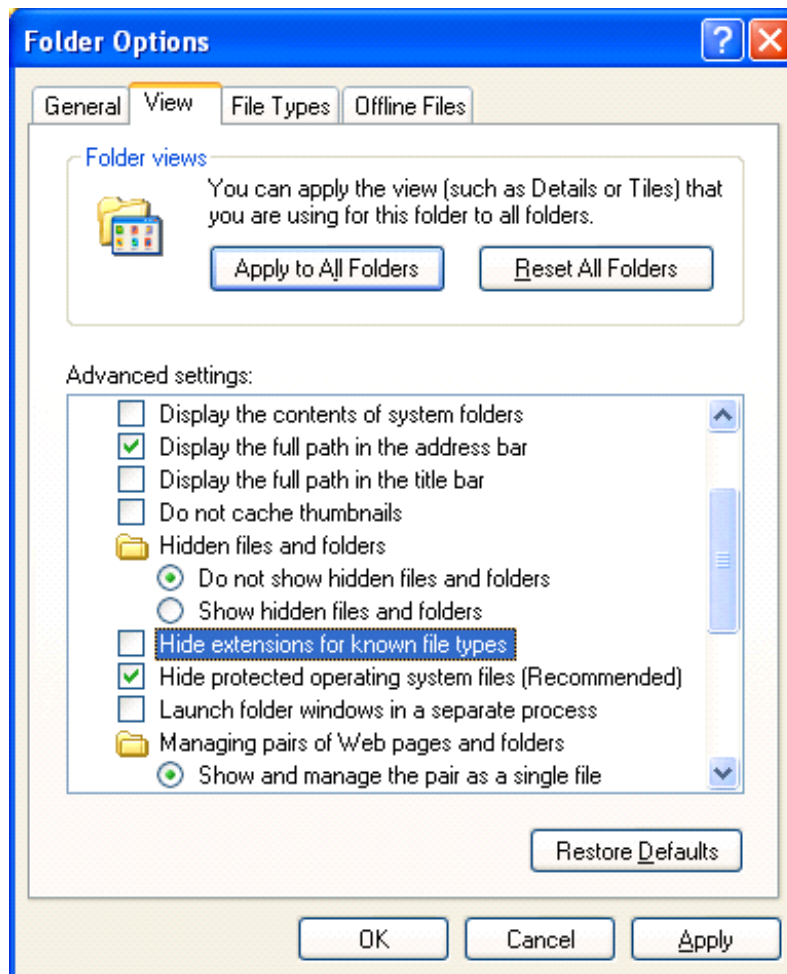 Folder Options
General View File Types Offline Files
Folder views
You can apply the view (such as Details or Tiles) that
you are using for this folder to all folders.
Apply to All Folders Reset All Folders
Advanced settings:
Display the contents of system folders
Display the full path in the address bar
Display the full path in the title bar
Do not cache thumbnails
Hidden files and folders
Do not show hidden files and folders
Show hidden files and folders
Hide extensions for known file types
Hide protected operating system files (Recommended)
Launch folder windows in a separate process
Managing pairs of Web pages and folders
Show and manage the pair as a single file
Restore Defaults
OK Cancel Apply